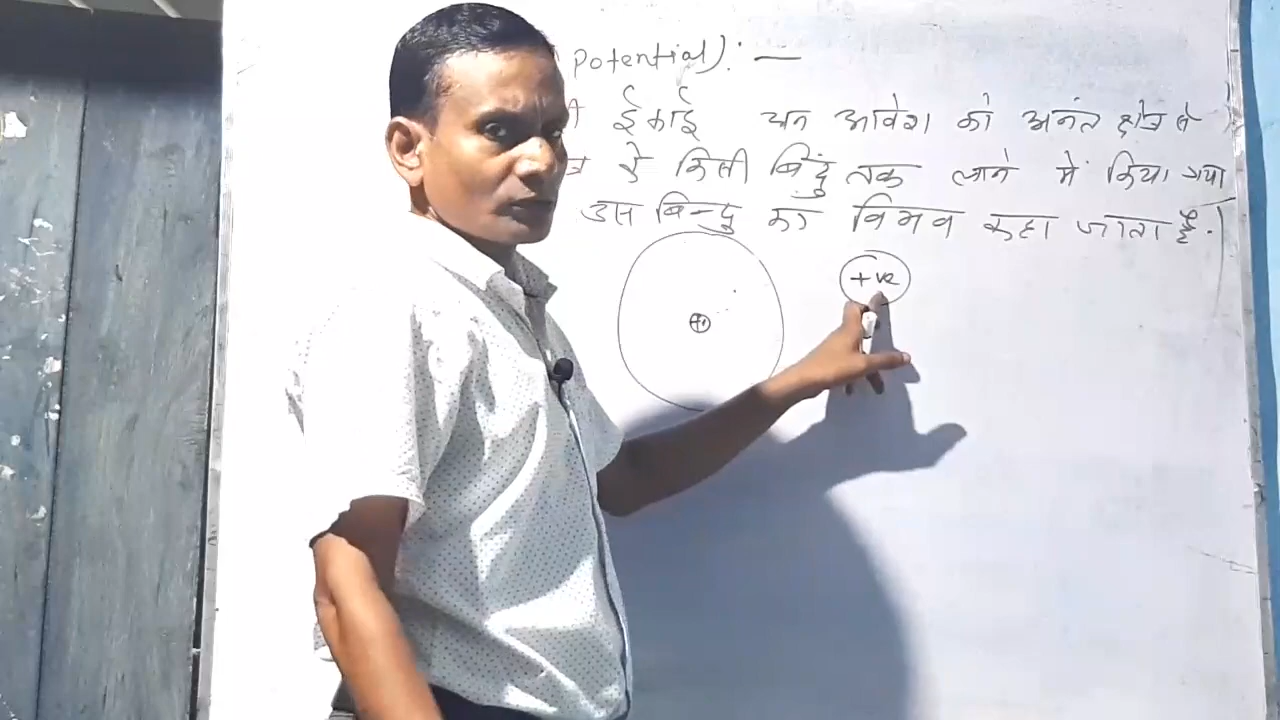 Potential):—
ईकाई धन आवेश को अनंत क्षेत्र से
के किसी बिंदु तक लाने में किया गया
उस बिन्दु का विभव कहा जाता है.।
+ve
+